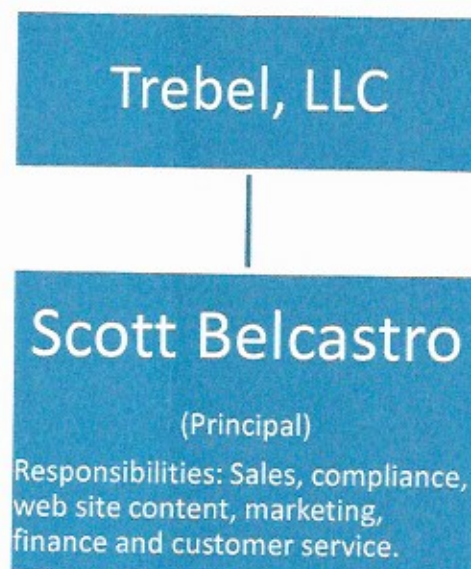 Trebel, LLC
Scott Belcastro
(Principal)
Responsibilities: Sales, compliance,
web site content, marketing,
finance and customer service.